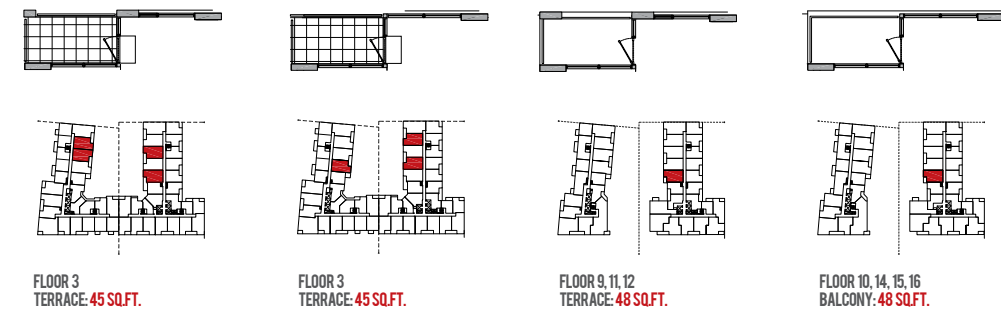 FLOOR 3
TERRACE: 45 SQ.FT.
FLOOR 3
TERRACE: 45 SQ.FT.
FLOOR 9, 11, 12
TERRACE: 48 SQ.FT.
FLOOR 10, 14, 15, 16
BALCONY: 48 SQ.FT.